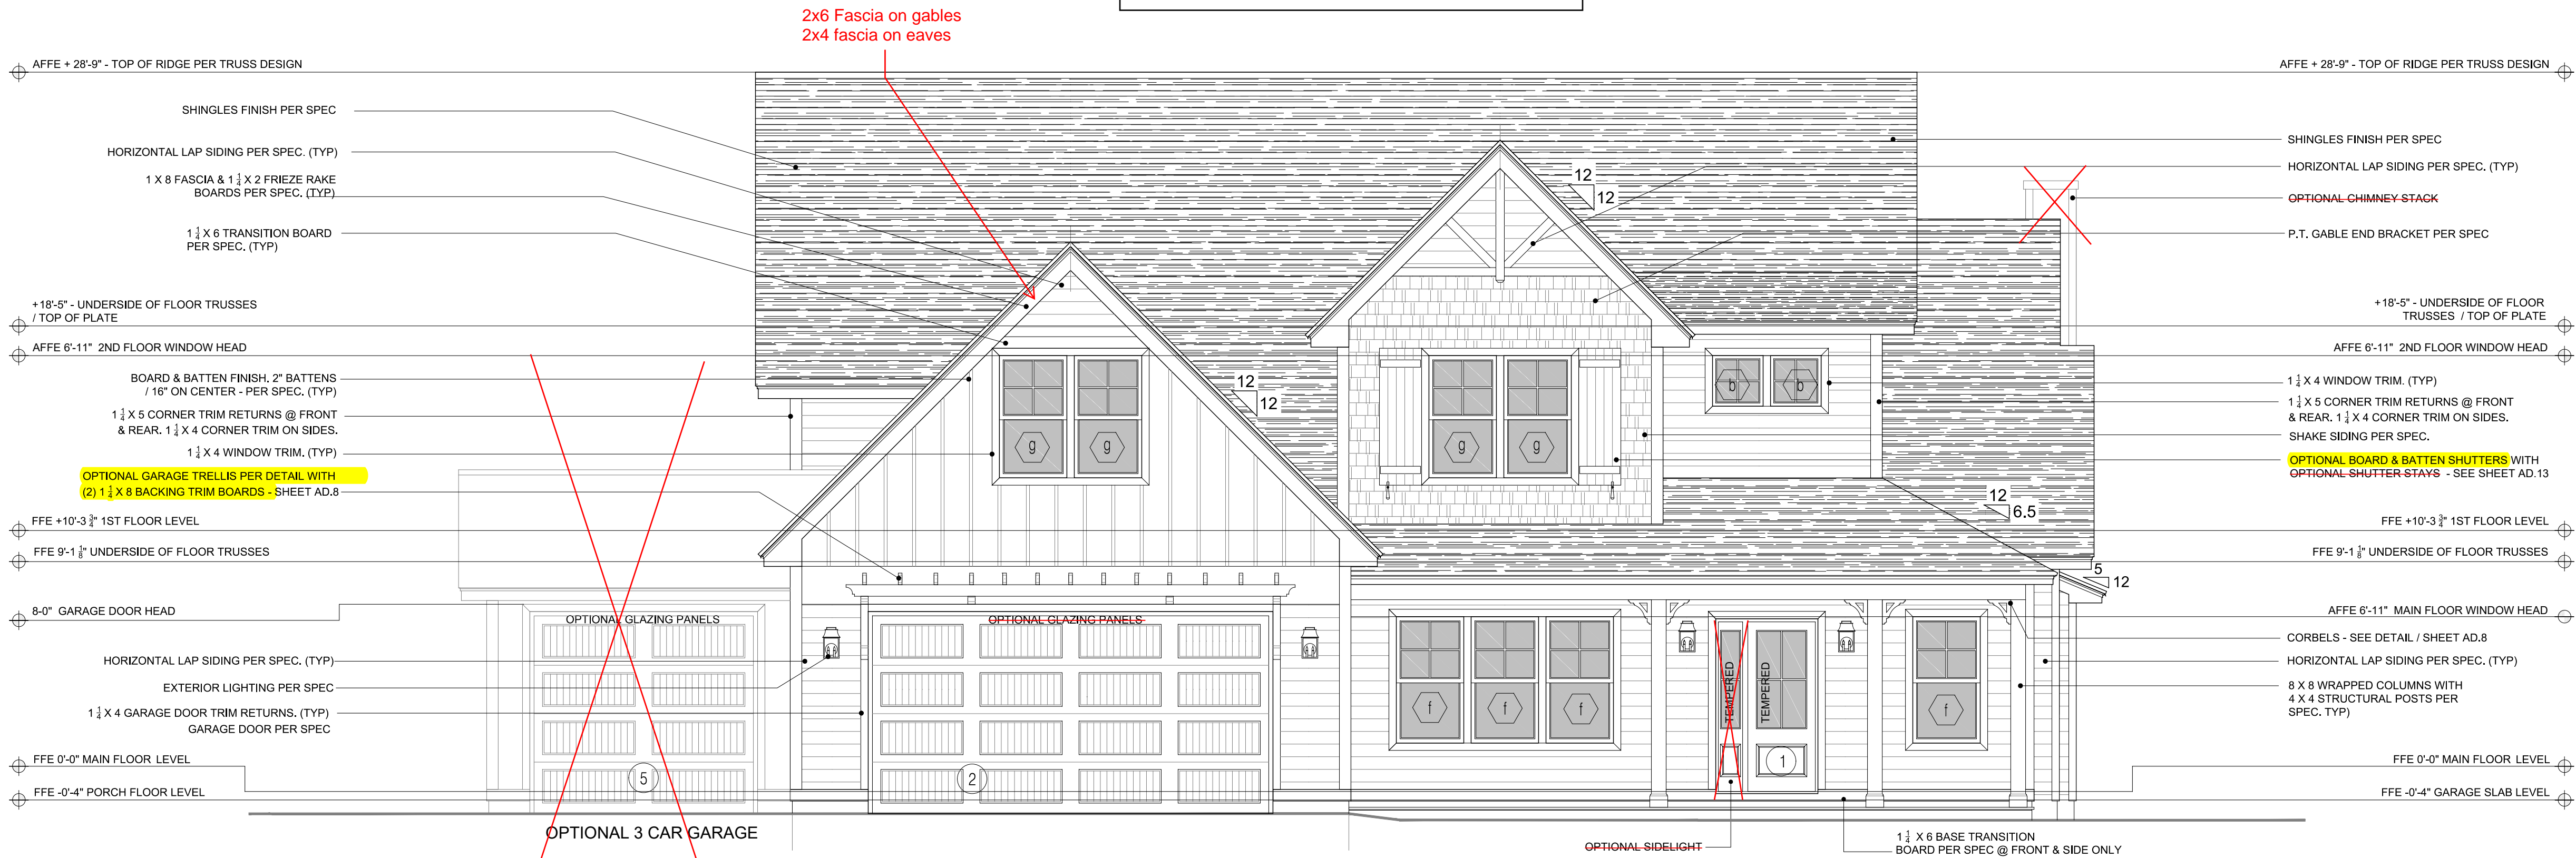 2x6 Fascia on gables
2x4 fascia on eaves
AFFE + 28'-9" - TOP OF RIDGE PER TRUSS DESIGN
SHINGLES FINISH PER SPEC
HORIZONTAL LAP SIDING PER SPEC. (TYP)
1 X 8 FASCIA & 1 1/4 X 2 FRIEZE RAKE
BOARDS PER SPEC. (TYP)
1 1/4 X 6 TRANSITION BOARD
PER SPEC. (TYP)
+18'-5" - UNDERSIDE OF FLOOR TRUSSES
/ TOP OF PLATE
AFFE 6'-11" 2ND FLOOR WINDOW HEAD
BOARD & BATTEN FINISH, 2" BATTENS
/ 16" ON CENTER - PER SPEC. (TYP)
1 1/4 X 5 CORNER TRIM RETURNS @ FRONT
& REAR. 1 1/4 X 4 CORNER TRIM ON SIDES.
1 1/4 X 4 WINDOW TRIM. (TYP)
OPTIONAL GARAGE TRELLIS PER DETAIL WITH
(2) 1 1/4 X 8 BACKING TRIM BOARDS - SHEET AD.8
FFE +10'-3 3/4" 1ST FLOOR LEVEL
FFE 9'-1 1/8" UNDERSIDE OF FLOOR TRUSSES
8-0" GARAGE DOOR HEAD
HORIZONTAL LAP SIDING PER SPEC. (TYP)
EXTERIOR LIGHTING PER SPEC
1 1/4 X 4 GARAGE DOOR TRIM RETURNS. (TYP)
GARAGE DOOR PER SPEC
FFE 0'-0" MAIN FLOOR LEVEL
FFE -0'-4" PORCH FLOOR LEVEL
OPTIONAL GLAZING PANELS
5
OPTIONAL 3 CAR GARAGE
OPTIONAL GLAZING PANELS
2
g
g
12
12
12
12
g
g
b
b
12
6.5
5
12
f
f
f
TEMPERED
TEMPERED
1
f
OPTIONAL SIDELIGHT
1 1/4 X 6 BASE TRANSITION
BOARD PER SPEC @ FRONT & SIDE ONLY
AFFE + 28'-9" - TOP OF RIDGE PER TRUSS DESIGN
SHINGLES FINISH PER SPEC
HORIZONTAL LAP SIDING PER SPEC. (TYP)
OPTIONAL CHIMNEY STACK
P.T. GABLE END BRACKET PER SPEC
+18'-5" - UNDERSIDE OF FLOOR
TRUSSES / TOP OF PLATE
AFFE 6'-11" 2ND FLOOR WINDOW HEAD
1 1/4 X 4 WINDOW TRIM. (TYP)
1 1/4 X 5 CORNER TRIM RETURNS @ FRONT
& REAR. 1 1/4 X 4 CORNER TRIM ON SIDES.
SHAKE SIDING PER SPEC.
OPTIONAL BOARD & BATTEN SHUTTERS WITH
OPTIONAL SHUTTER STAYS - SEE SHEET AD.13
FFE +10'-3 3/4" 1ST FLOOR LEVEL
FFE 9'-1 1/8" UNDERSIDE OF FLOOR TRUSSES
AFFE 6'-11" MAIN FLOOR WINDOW HEAD
CORBELS - SEE DETAIL / SHEET AD.8
HORIZONTAL LAP SIDING PER SPEC. (TYP)
8 X 8 WRAPPED COLUMNS WITH
4 X 4 STRUCTURAL POSTS PER
SPEC. TYP)
FFE 0'-0" MAIN FLOOR LEVEL
FFE -0'-4" GARAGE SLAB LEVEL